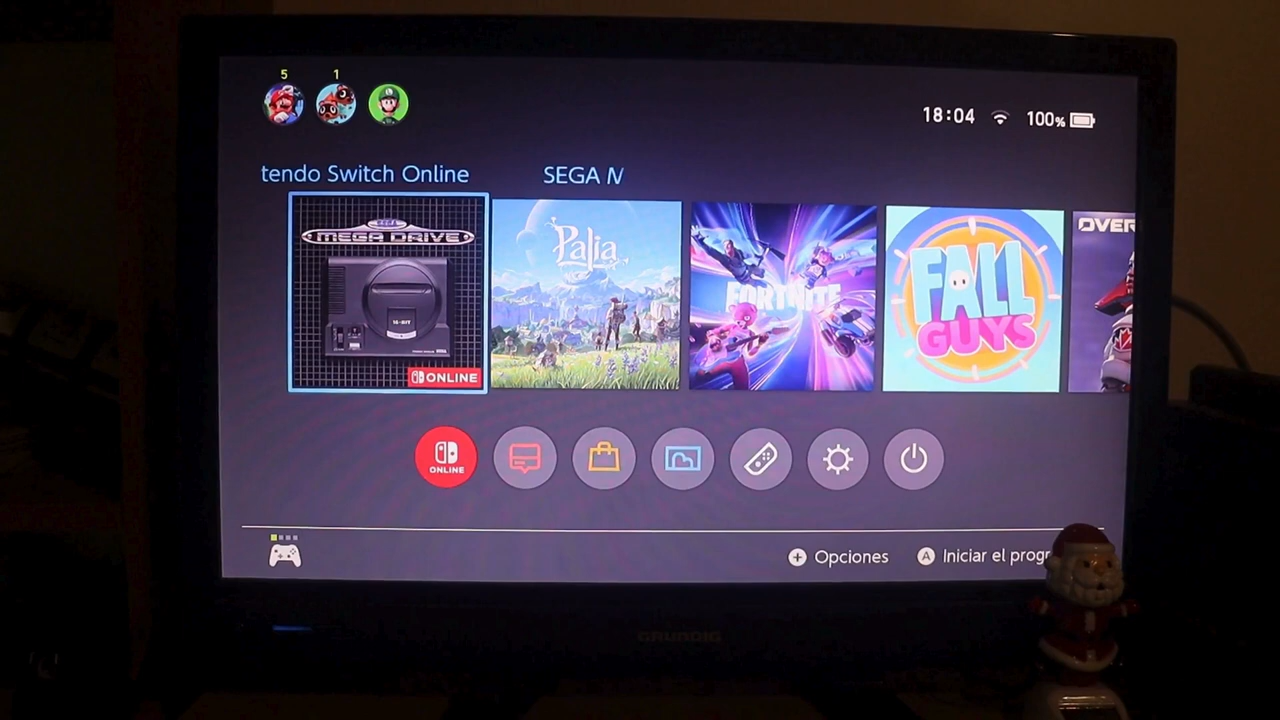 5 1
18:04 100%
tendo Switch Online SEGA M
SEGA
MEGA DRIVE
16-BIT
ONLINE
Palia
FORTNITE
FALL
GUYS
OVER
ONLINE
Opciones
A Iniciar el progr
GRUNDIG